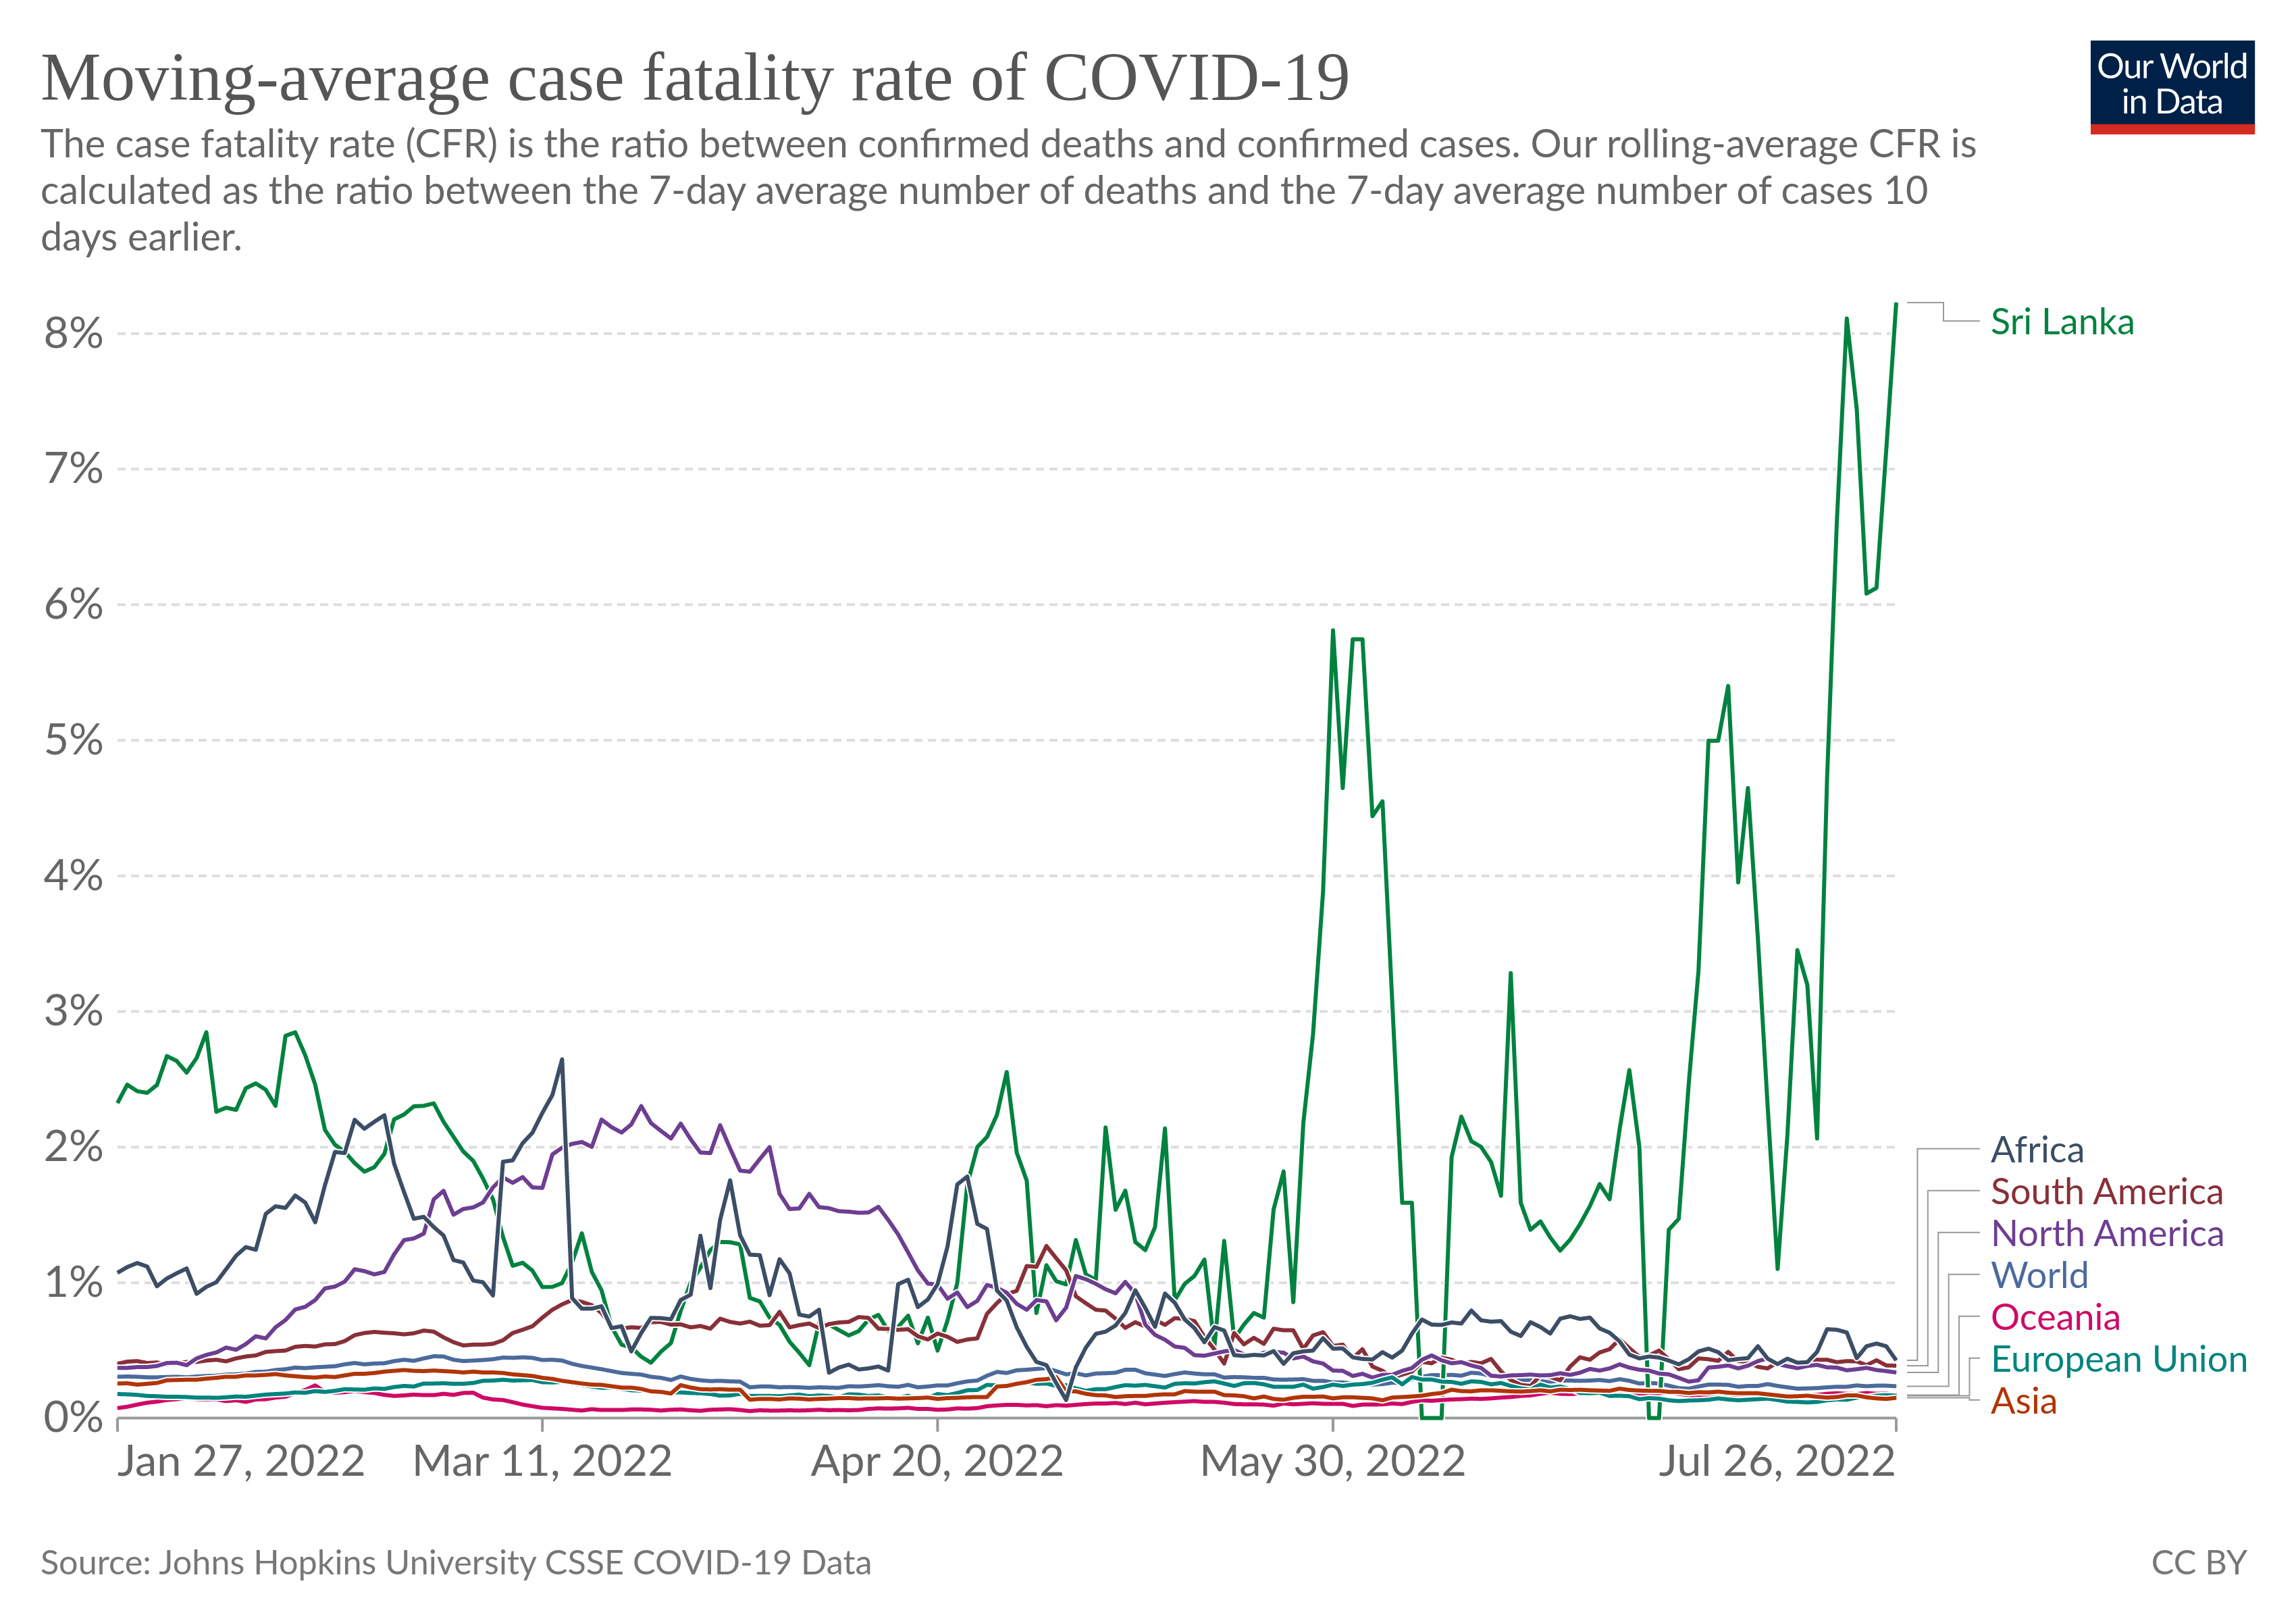 Moving-average case fatality rate of COVID-19
Our World
in Data
The case fatality rate (CFR) is the ratio between confirmed deaths and confirmed cases. Our rolling-average CFR is
calculated as the ratio between the 7-day average number of deaths and the 7-day average number of cases 10
days earlier.
8%
7%
6%
5%
4%
3%
2%
1%
0%
Sri Lanka
Africa
South America
North America
World
Oceania
European Union
Asia
Jan 27, 2022
Mar 11, 2022
Apr 20, 2022
May 30, 2022
Jul 26, 2022
Source: Johns Hopkins University CSSE COVID-19 Data
CC BY